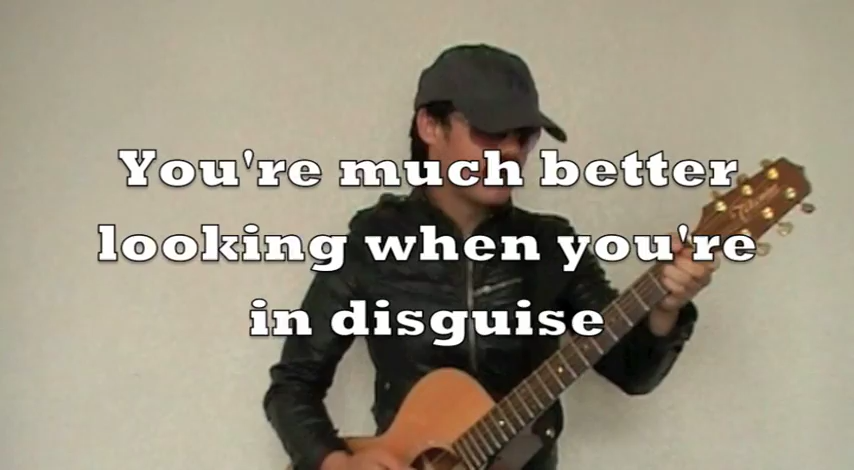 You're much better
looking when you're
in disguise